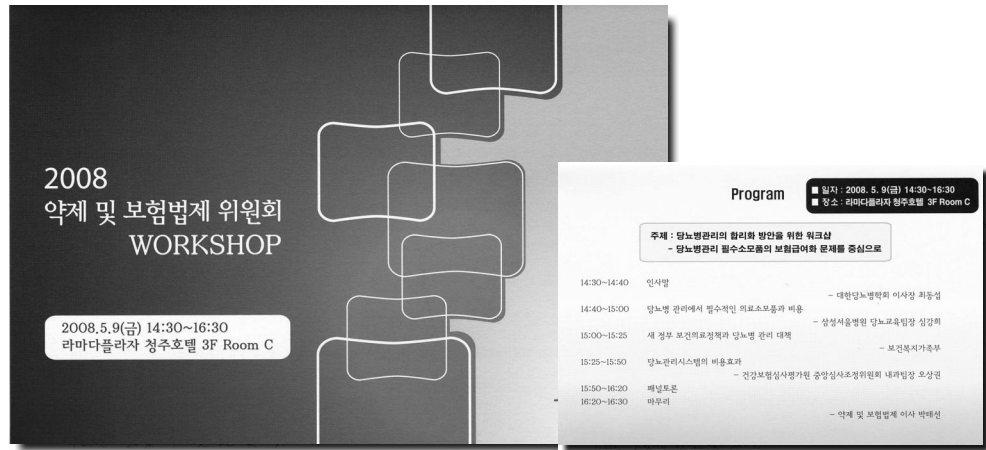 2008
약제 및 보험법제 위원회
WORKSHOP
2008.5.9(금) 14:30~16:30
라마다플라자 청주호텔 3F Room C
Program
■ 일자 : 2008. 5. 9(금) 14:30~16:30
■ 장소 : 라마다플라자 청주호텔 3F Room C
주제 : 당뇨병관리의 합리화 방안을 위한 워크샵
- 당뇨병관리 필수소모품의 보험급여화 문제를 중심으로
14:30~14:40 인사말
- 대한당뇨병학회 이사장 최동섭
14:40~15:00 당뇨병 관리에서 필수적인 의료소모품과 비용
- 삼성서울병원 당뇨교육팀장 심강희
15:00~15:25 새 정부 보건의료정책과 당뇨병 관리 대책
- 보건복지가족부
15:25~15:50 당뇨관리시스템의 비용효과
- 건강보험심사평가원 중앙심사조정위원회 내과팀장 오상권
15:50~16:20 패널토론
16:20~16:30 마무리
- 약제 및 보험법제 이사 박태선